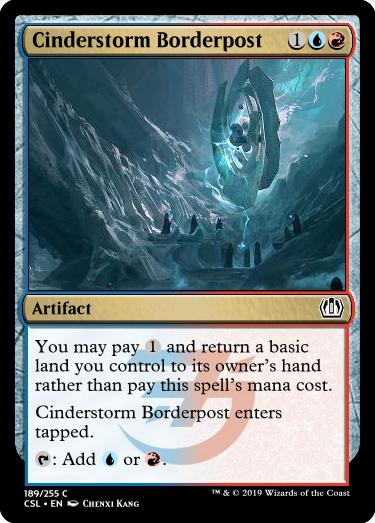 Cinderstorm Borderpost 1
Artifact
You may pay 1 and return a basic
land you control to its owner's hand
rather than pay this spell's mana cost.
Cinderstorm Borderpost enters
tapped.
: Add or .
189/255 C
CSL • EN Chenxi Kang
™ & © 2019 Wizards of the Coast